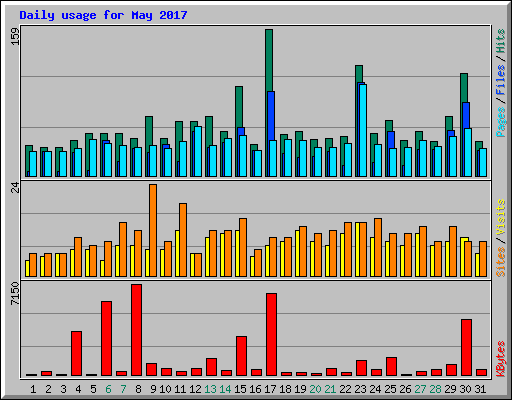 Daily usage for May 2017
159
Pages / Files / Hits
24
Sites / Visits
7150
KBytes
1 2 3 4 5 6 7 8 9 10 11 12 13 14 15 16 17 18 19 20 21 22 23 24 25 26 27 28 29 30 31